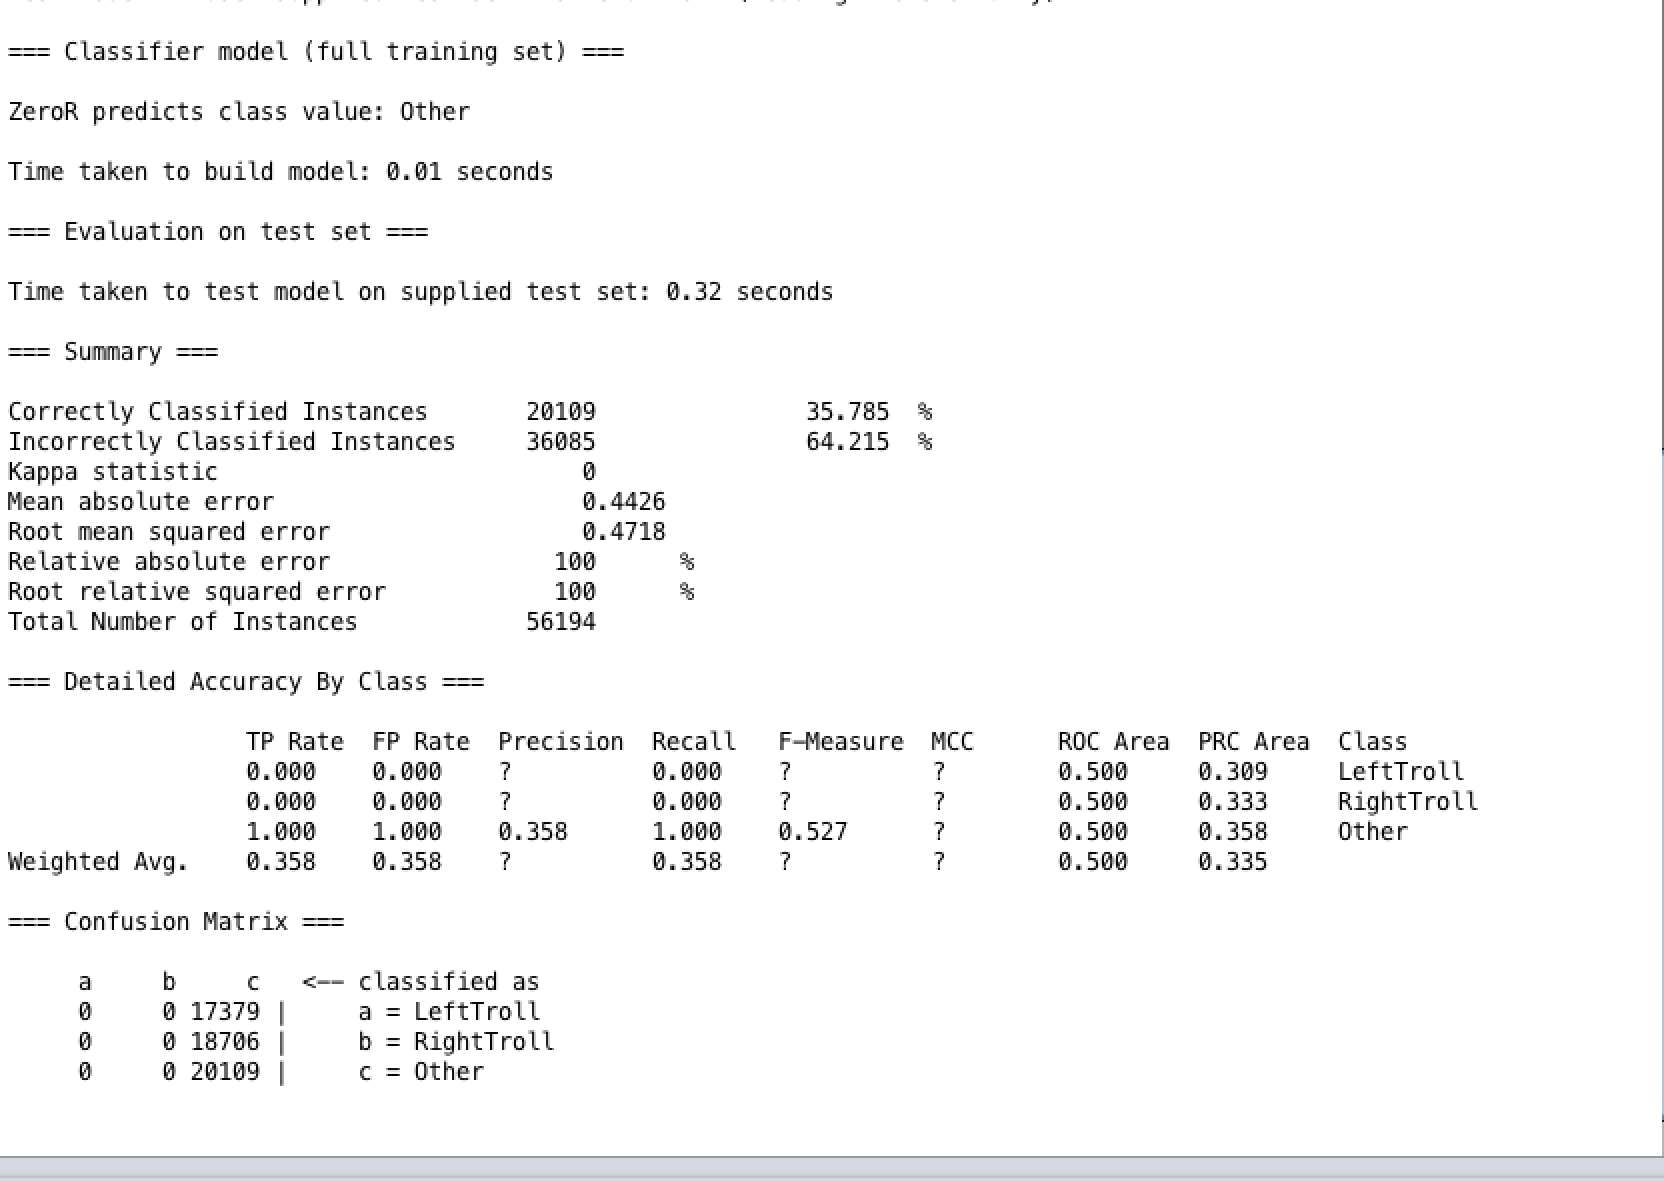 === Classifier model (full training set) ===
ZeroR predicts class value: Other
Time taken to build model: 0.01 seconds
=== Evaluation on test set ===
Time taken to test model on supplied test set: 0.32 seconds
=== Summary ===
Correctly Classified Instances 20109 35.785 %
Incorrectly Classified Instances 36085 64.215 %
Kappa statistic 0
Mean absolute error 0.4426
Root mean squared error 0.4718
Relative absolute error 100 %
Root relative squared error 100 %
Total Number of Instances 56194
=== Detailed Accuracy By Class ===
TP Rate FP Rate Precision Recall F-Measure MCC ROC Area PRC Area Class
0.000 0.000 ? 0.000 ? ? 0.500 0.309 LeftTroll
0.000 0.000 ? 0.000 ? ? 0.500 0.333 RightTroll
1.000 1.000 0.358 1.000 0.527 ? 0.500 0.358 Other
Weighted Avg. 0.358 0.358 ? 0.358 ? ? 0.500 0.335
=== Confusion Matrix ===
a b c <-- classified as
0 0 17379 | a = LeftTroll
0 0 18706 | b = RightTroll
0 0 20109 | c = Other